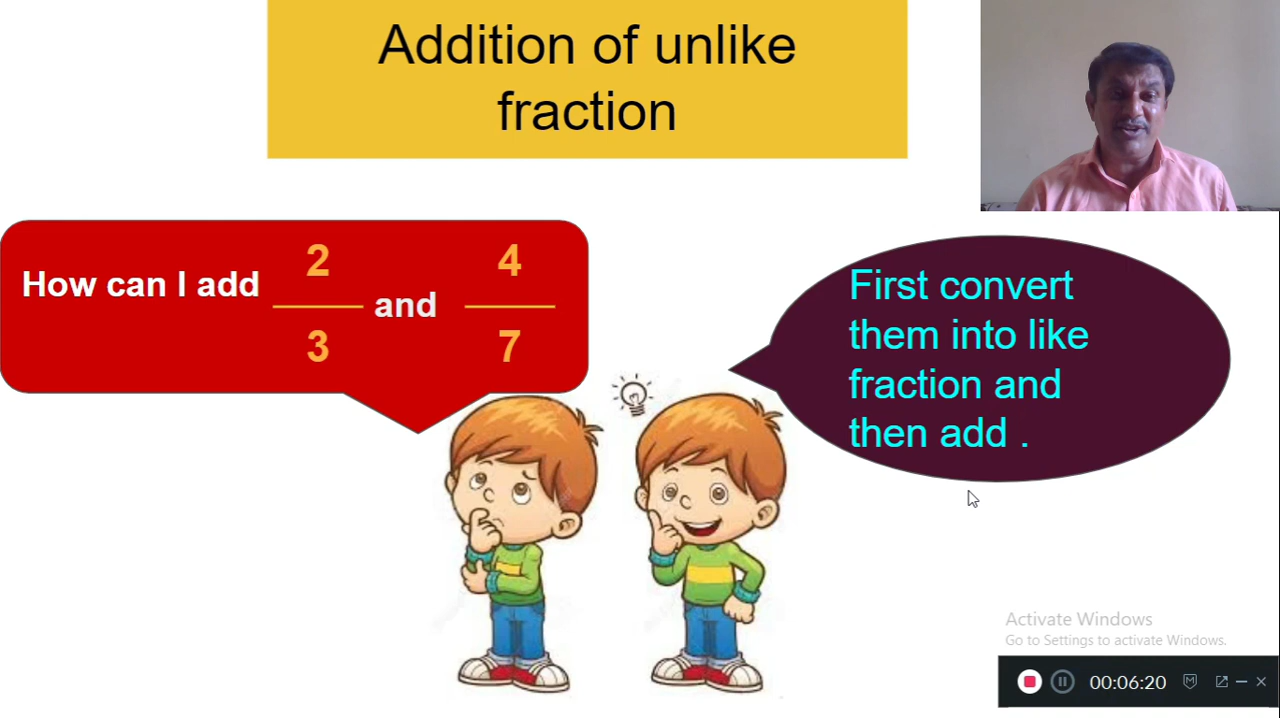 Addition of unlike
fraction
How can I add 2/3 and 4/7
First convert
them into like
fraction and
then add .
Activate Windows
Go to Settings to activate Windows.
00:06:20